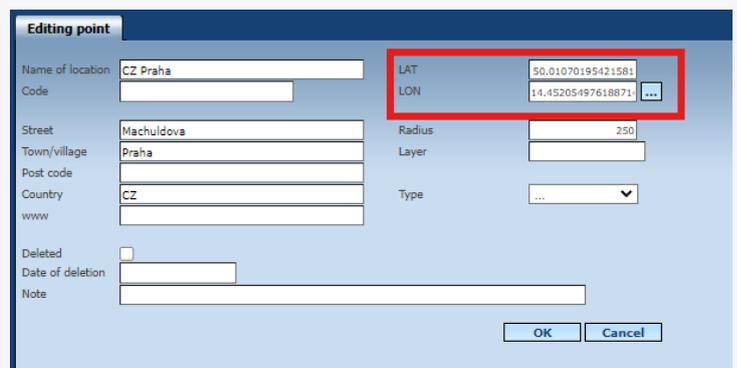 Editing point
Name of location CZ Praha LAT 50.01070195421581
Code LON 14.4520549761887 ...
Street Machuldova Radius 250
Town/village Praha Layer
Post code
Country CZ Type ...
www
Deleted
Date of deletion
Note
OK Cancel